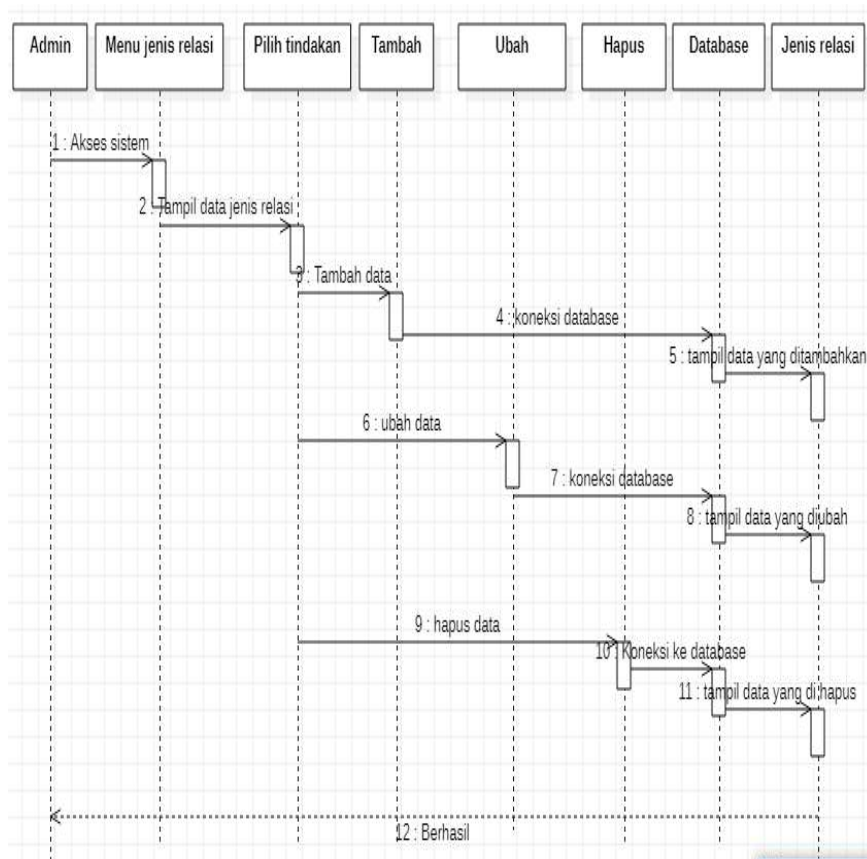 Admin
Menu jenis relasi
Pilih tindakan
Tambah
Ubah
Hapus
Database
Jenis relasi
1 : Akses sistem
2 : Tampil data jenis relasi
3 : Tambah data
4 : koneksi database
5 : tampil data yang ditambahkan
6 : ubah data
7 : koneksi database
8 : tampil data yang diubah
9 : hapus data
10 : Koneksi ke database
11 : tampil data yang di hapus
12 : Berhasil